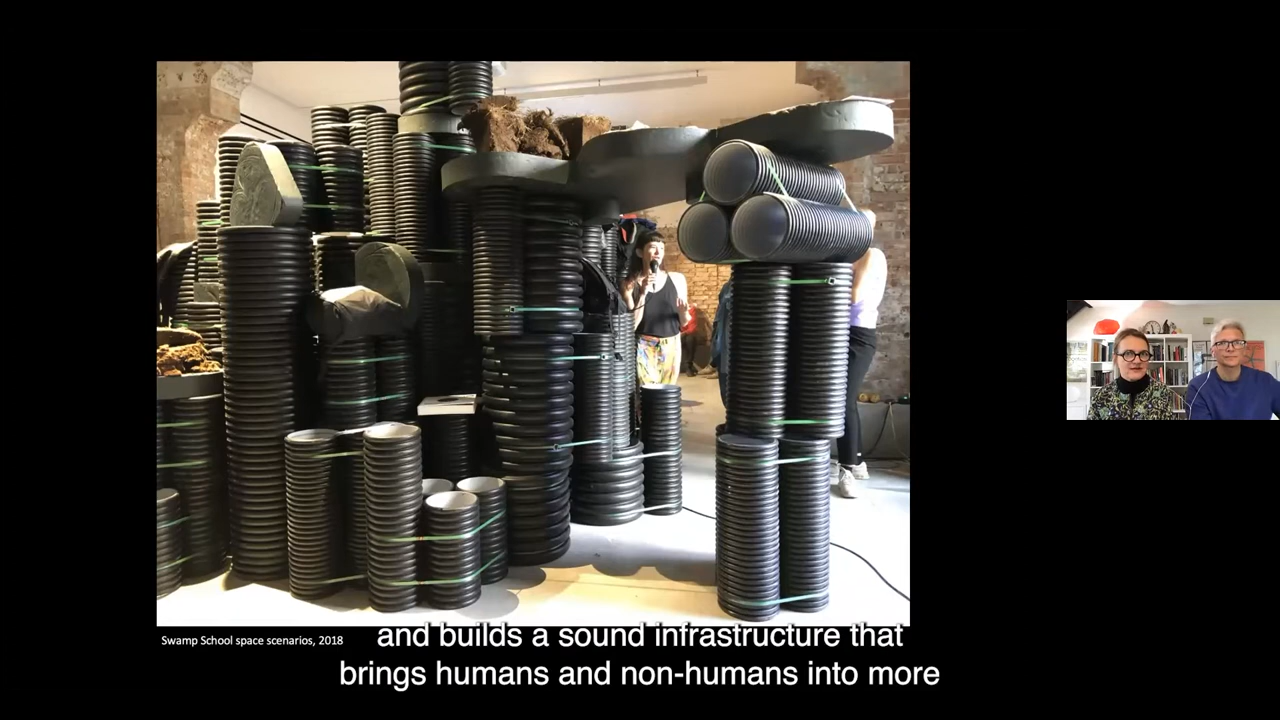 Swamp School space scenarios, 2018
and builds a sound infrastructure that
brings humans and non-humans into more